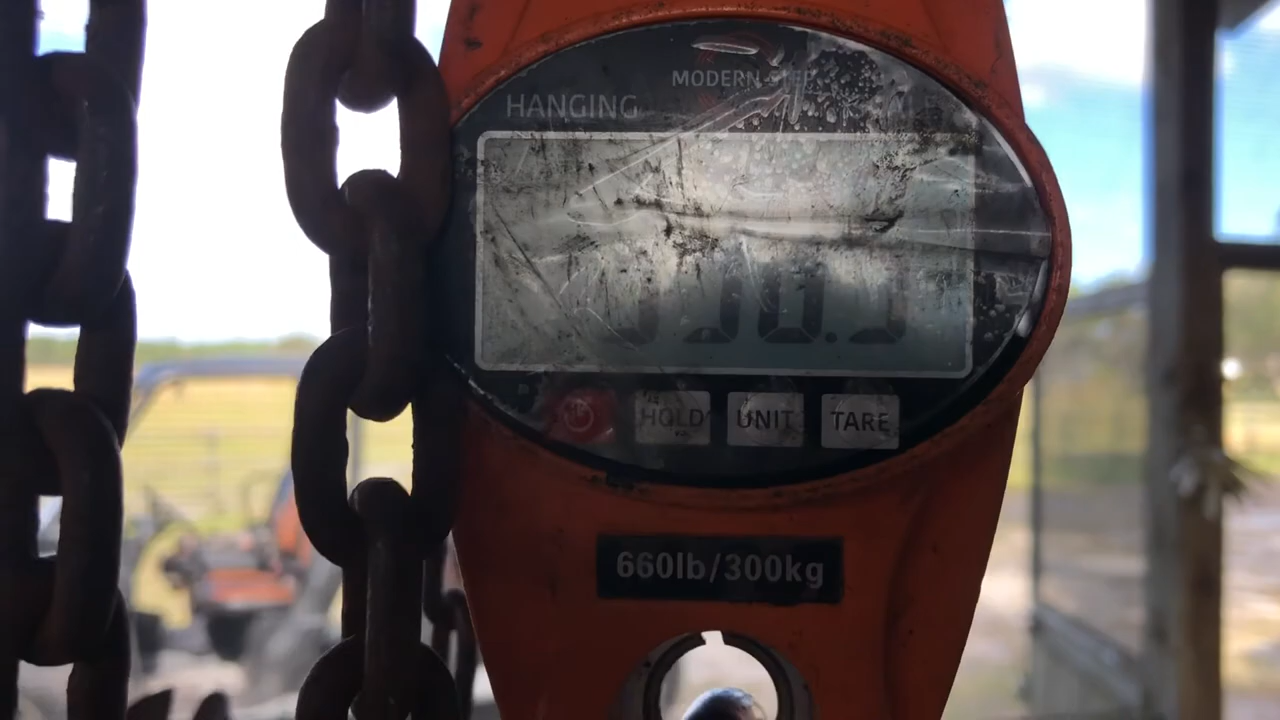 MODERN STEP
HANGING
HOLD
UNIT
TARE
660lb/300kg